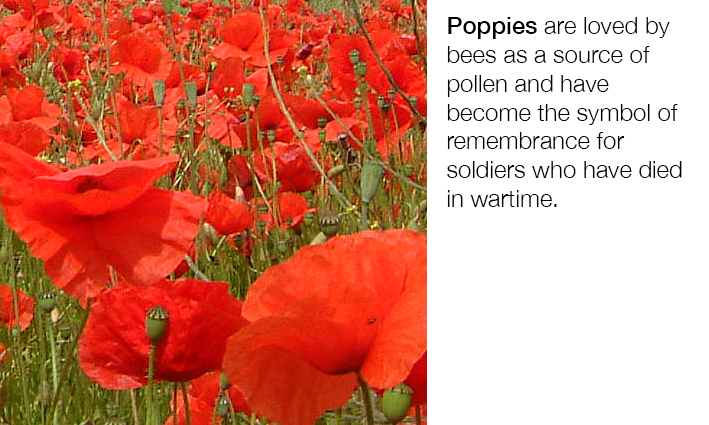 Poppies are loved by
bees as a source of
pollen and have
become the symbol of
remembrance for
soldiers who have died
in wartime.